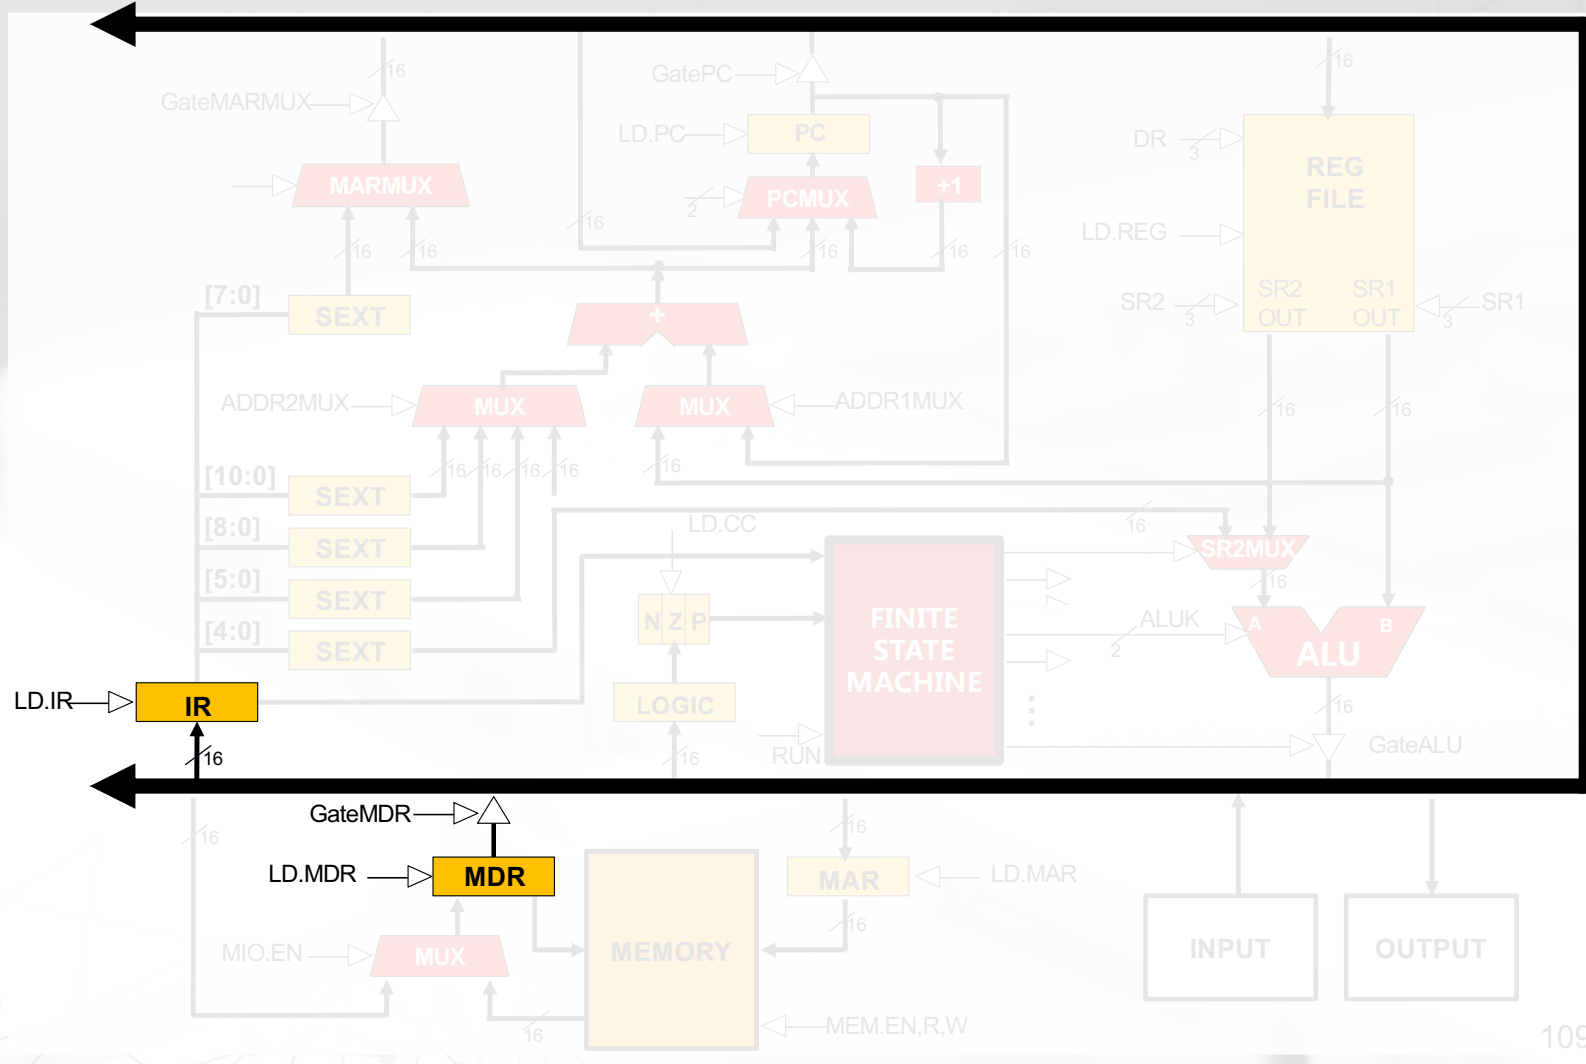 16
GatePC
GateMARMUX
16
LD.PC
PC
DR
3
REG
FILE
MARMUX
PCMUX
2
+1
16
LD.REG
16
16
16
16
16
[7:0]
SEXT
+
SR2
3
SR2
OUT
SR1
OUT
3
SR1
ADDR2MUX
MUX
MUX
ADDR1MUX
16
16
[10:0]
SEXT
16
16
16
16
16
[8:0]
SEXT
LD.CC
16
SR2MUX
[5:0]
SEXT
16
[4:0]
SEXT
N Z P
FINITE
STATE
MACHINE
ALUK
2
A
B
ALU
LD.IR
IR
LOGIC
16
16
16
RUN
GateALU
GateMDR
16
16
LD.MDR
MDR
MAR
LD.MAR
16
MIO.EN
MUX
MEMORY
INPUT
OUTPUT
16
MEM.EN,R,W
109